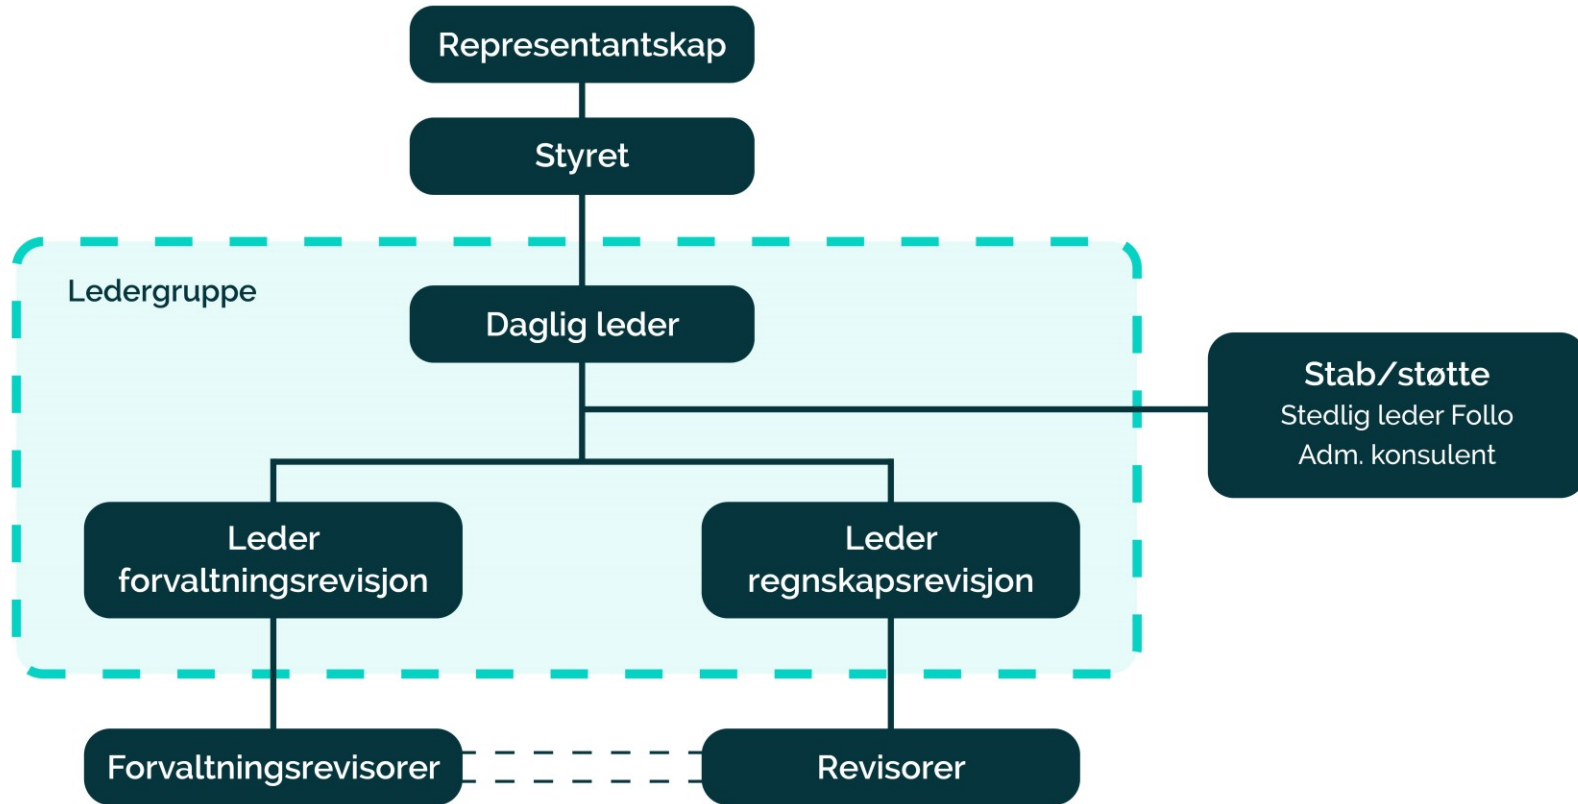 Representantskap
Styret
Ledergruppe
Daglig leder
Stab/støtte
Stedlig leder Follo
Adm. konsulent
Leder
forvaltningsrevisjon
Leder
regnskapsrevisjon
Forvaltningsrevisorer
Revisorer